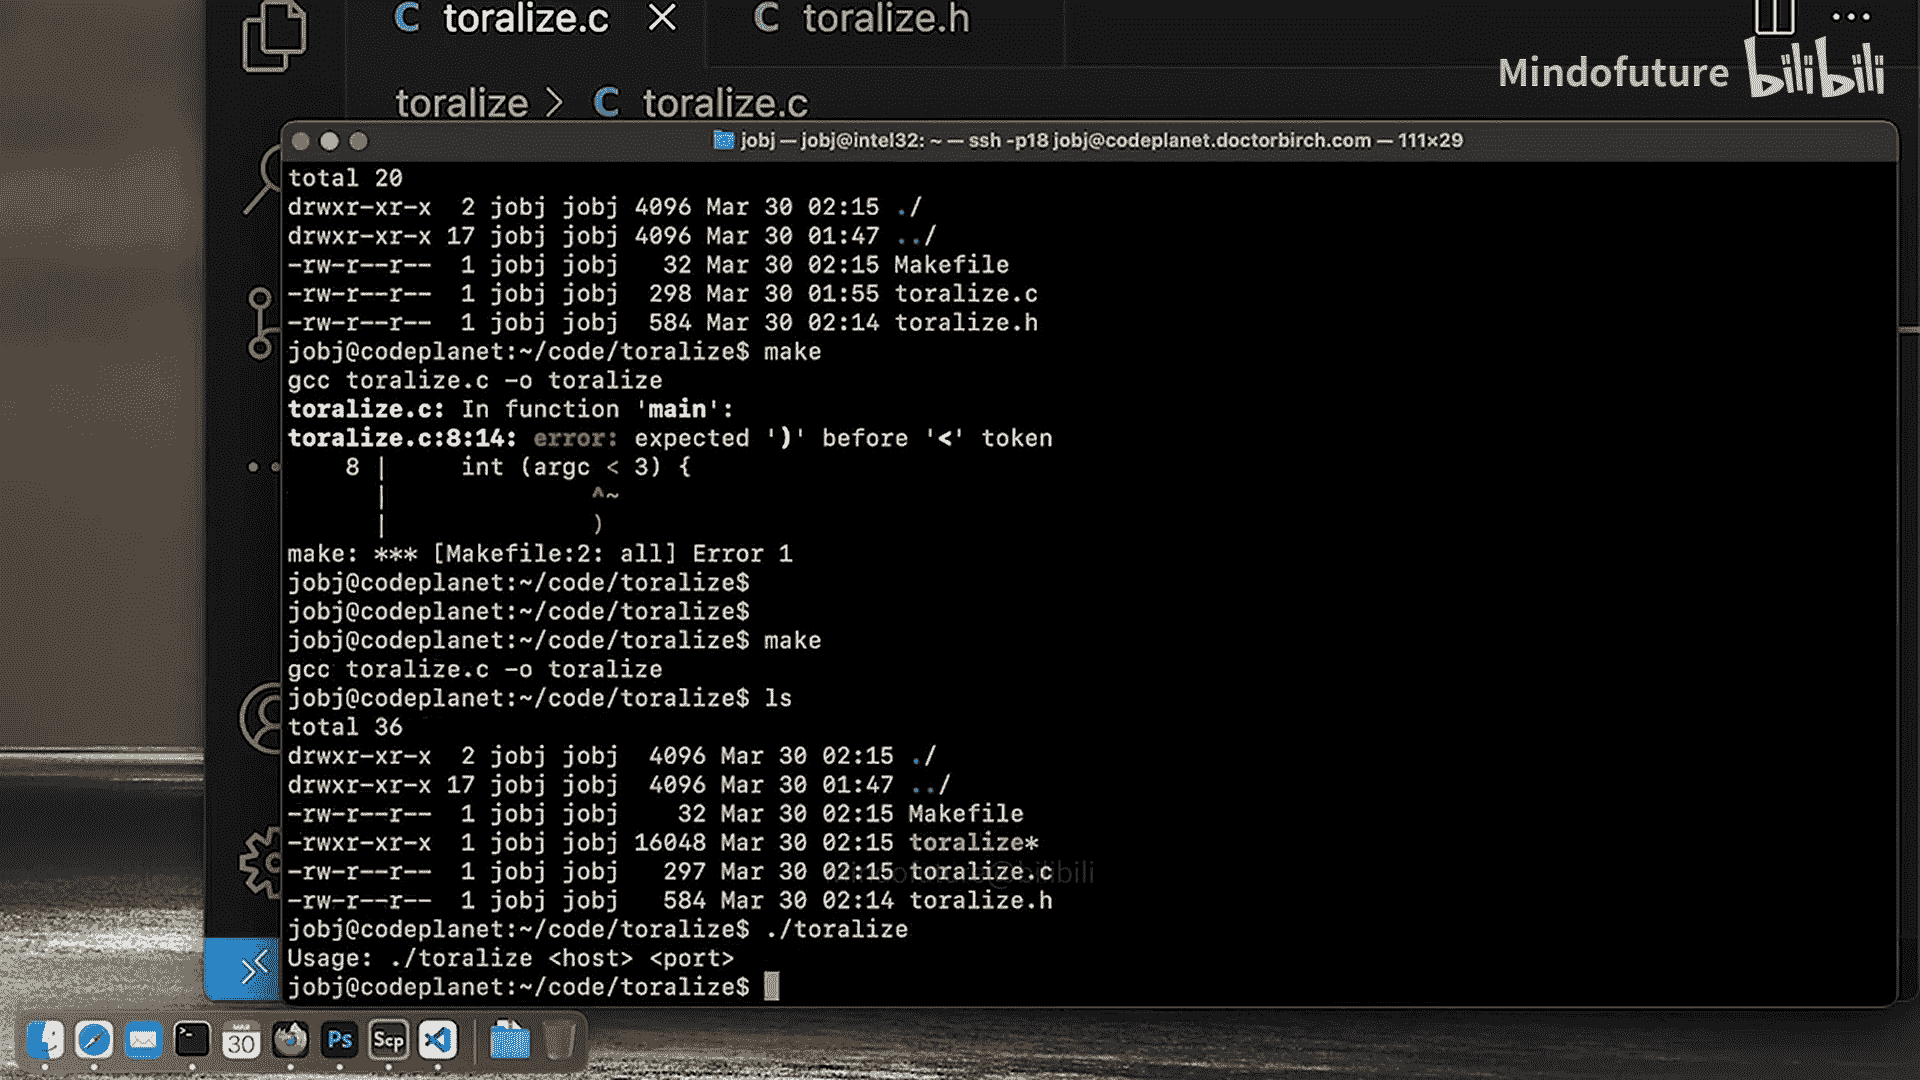 toralize.c
toralize.h
Mindofuture bilibili
toralize > C toralize.c
jobj — jobj@intel32: ~ — ssh -p18 jobj@codeplanet.doctorbirch.com — 111×29
total 20
drwxr-xr-x  2 jobj jobj 4096 Mar 30 02:15 ./
drwxr-xr-x 17 jobj jobj 4096 Mar 30 01:47 ../
-rw-r--r--  1 jobj jobj   32 Mar 30 02:15 Makefile
-rw-r--r--  1 jobj jobj  298 Mar 30 01:55 toralize.c
-rw-r--r--  1 jobj jobj  584 Mar 30 02:14 toralize.h
jobj@codeplanet:~/code/toralize$ make
gcc toralize.c -o toralize
toralize.c: In function 'main':
toralize.c:8:14: error: expected ')' before '<' token
    8 |     int (argc < 3) {
      |              ^~
      |              )
make: *** [Makefile:2: all] Error 1
jobj@codeplanet:~/code/toralize$
jobj@codeplanet:~/code/toralize$
jobj@codeplanet:~/code/toralize$ make
gcc toralize.c -o toralize
jobj@codeplanet:~/code/toralize$ ls
total 36
drwxr-xr-x  2 jobj jobj  4096 Mar 30 02:15 ./
drwxr-xr-x 17 jobj jobj  4096 Mar 30 01:47 ../
-rw-r--r--  1 jobj jobj    32 Mar 30 02:15 Makefile
-rwxr-xr-x  1 jobj jobj 16048 Mar 30 02:15 toralize*
-rw-r--r--  1 jobj jobj   297 Mar 30 02:15 toralize.c
-rw-r--r--  1 jobj jobj   584 Mar 30 02:14 toralize.h
jobj@codeplanet:~/code/toralize$ ./toralize
Usage: ./toralize <host> <port>
jobj@codeplanet:~/code/toralize$
MAR
30
Ps
Scp